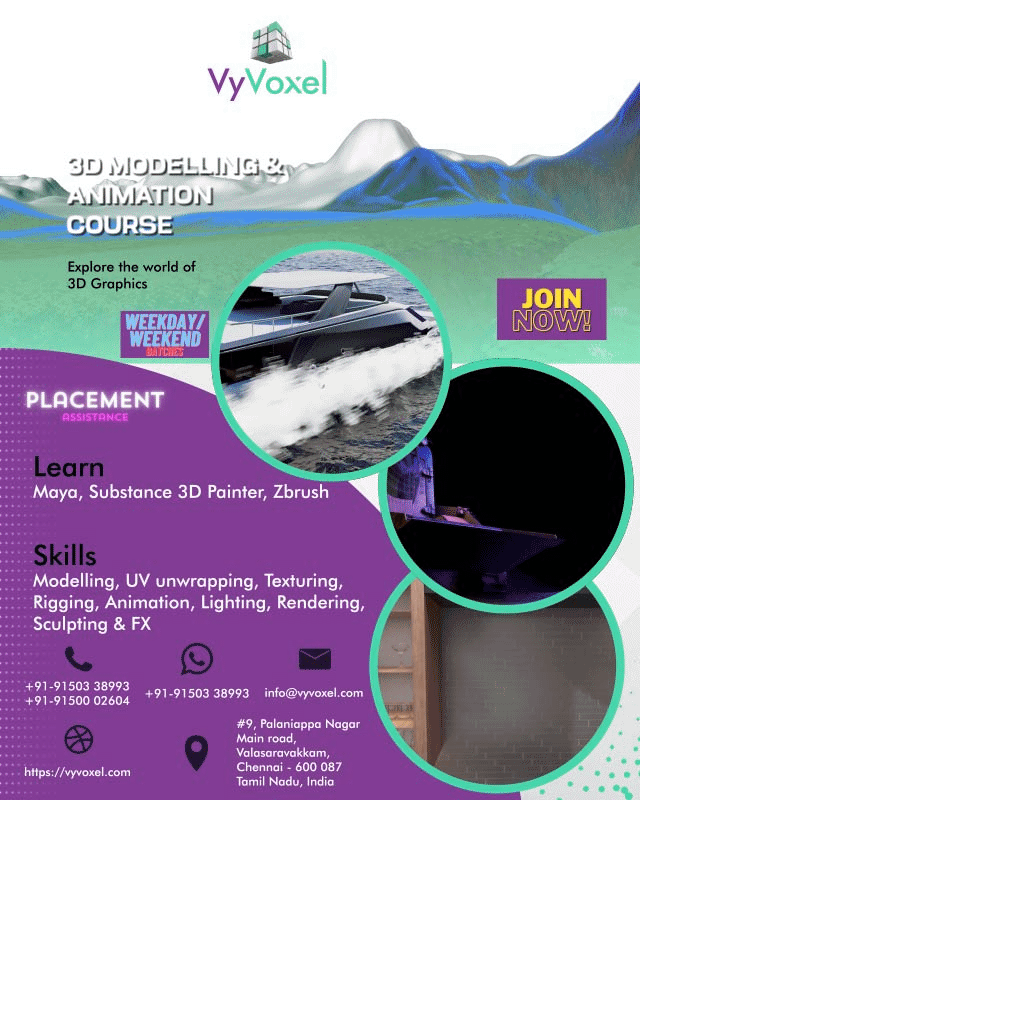 VyVoxel
3D MODELLING &
ANIMATION
COURSE
Explore the world of
3D Graphics
JOIN
NOW!
WEEKDAY/
WEEKEND
BATCHES
PLACEMENT
ASSISTANCE
Learn
Maya, Substance 3D Painter, Zbrush
Skills
Modelling, UV unwrapping, Texturing,
Rigging, Animation, Lighting, Rendering,
Sculpting & FX
+91-91503 38993
+91-91500 02604
+91-91503 38993
info@vyvoxel.com
https://vyvoxel.com
#9, Palaniappa Nagar
Main road,
Valasaravakkam,
Chennai - 600 087
Tamil Nadu, India